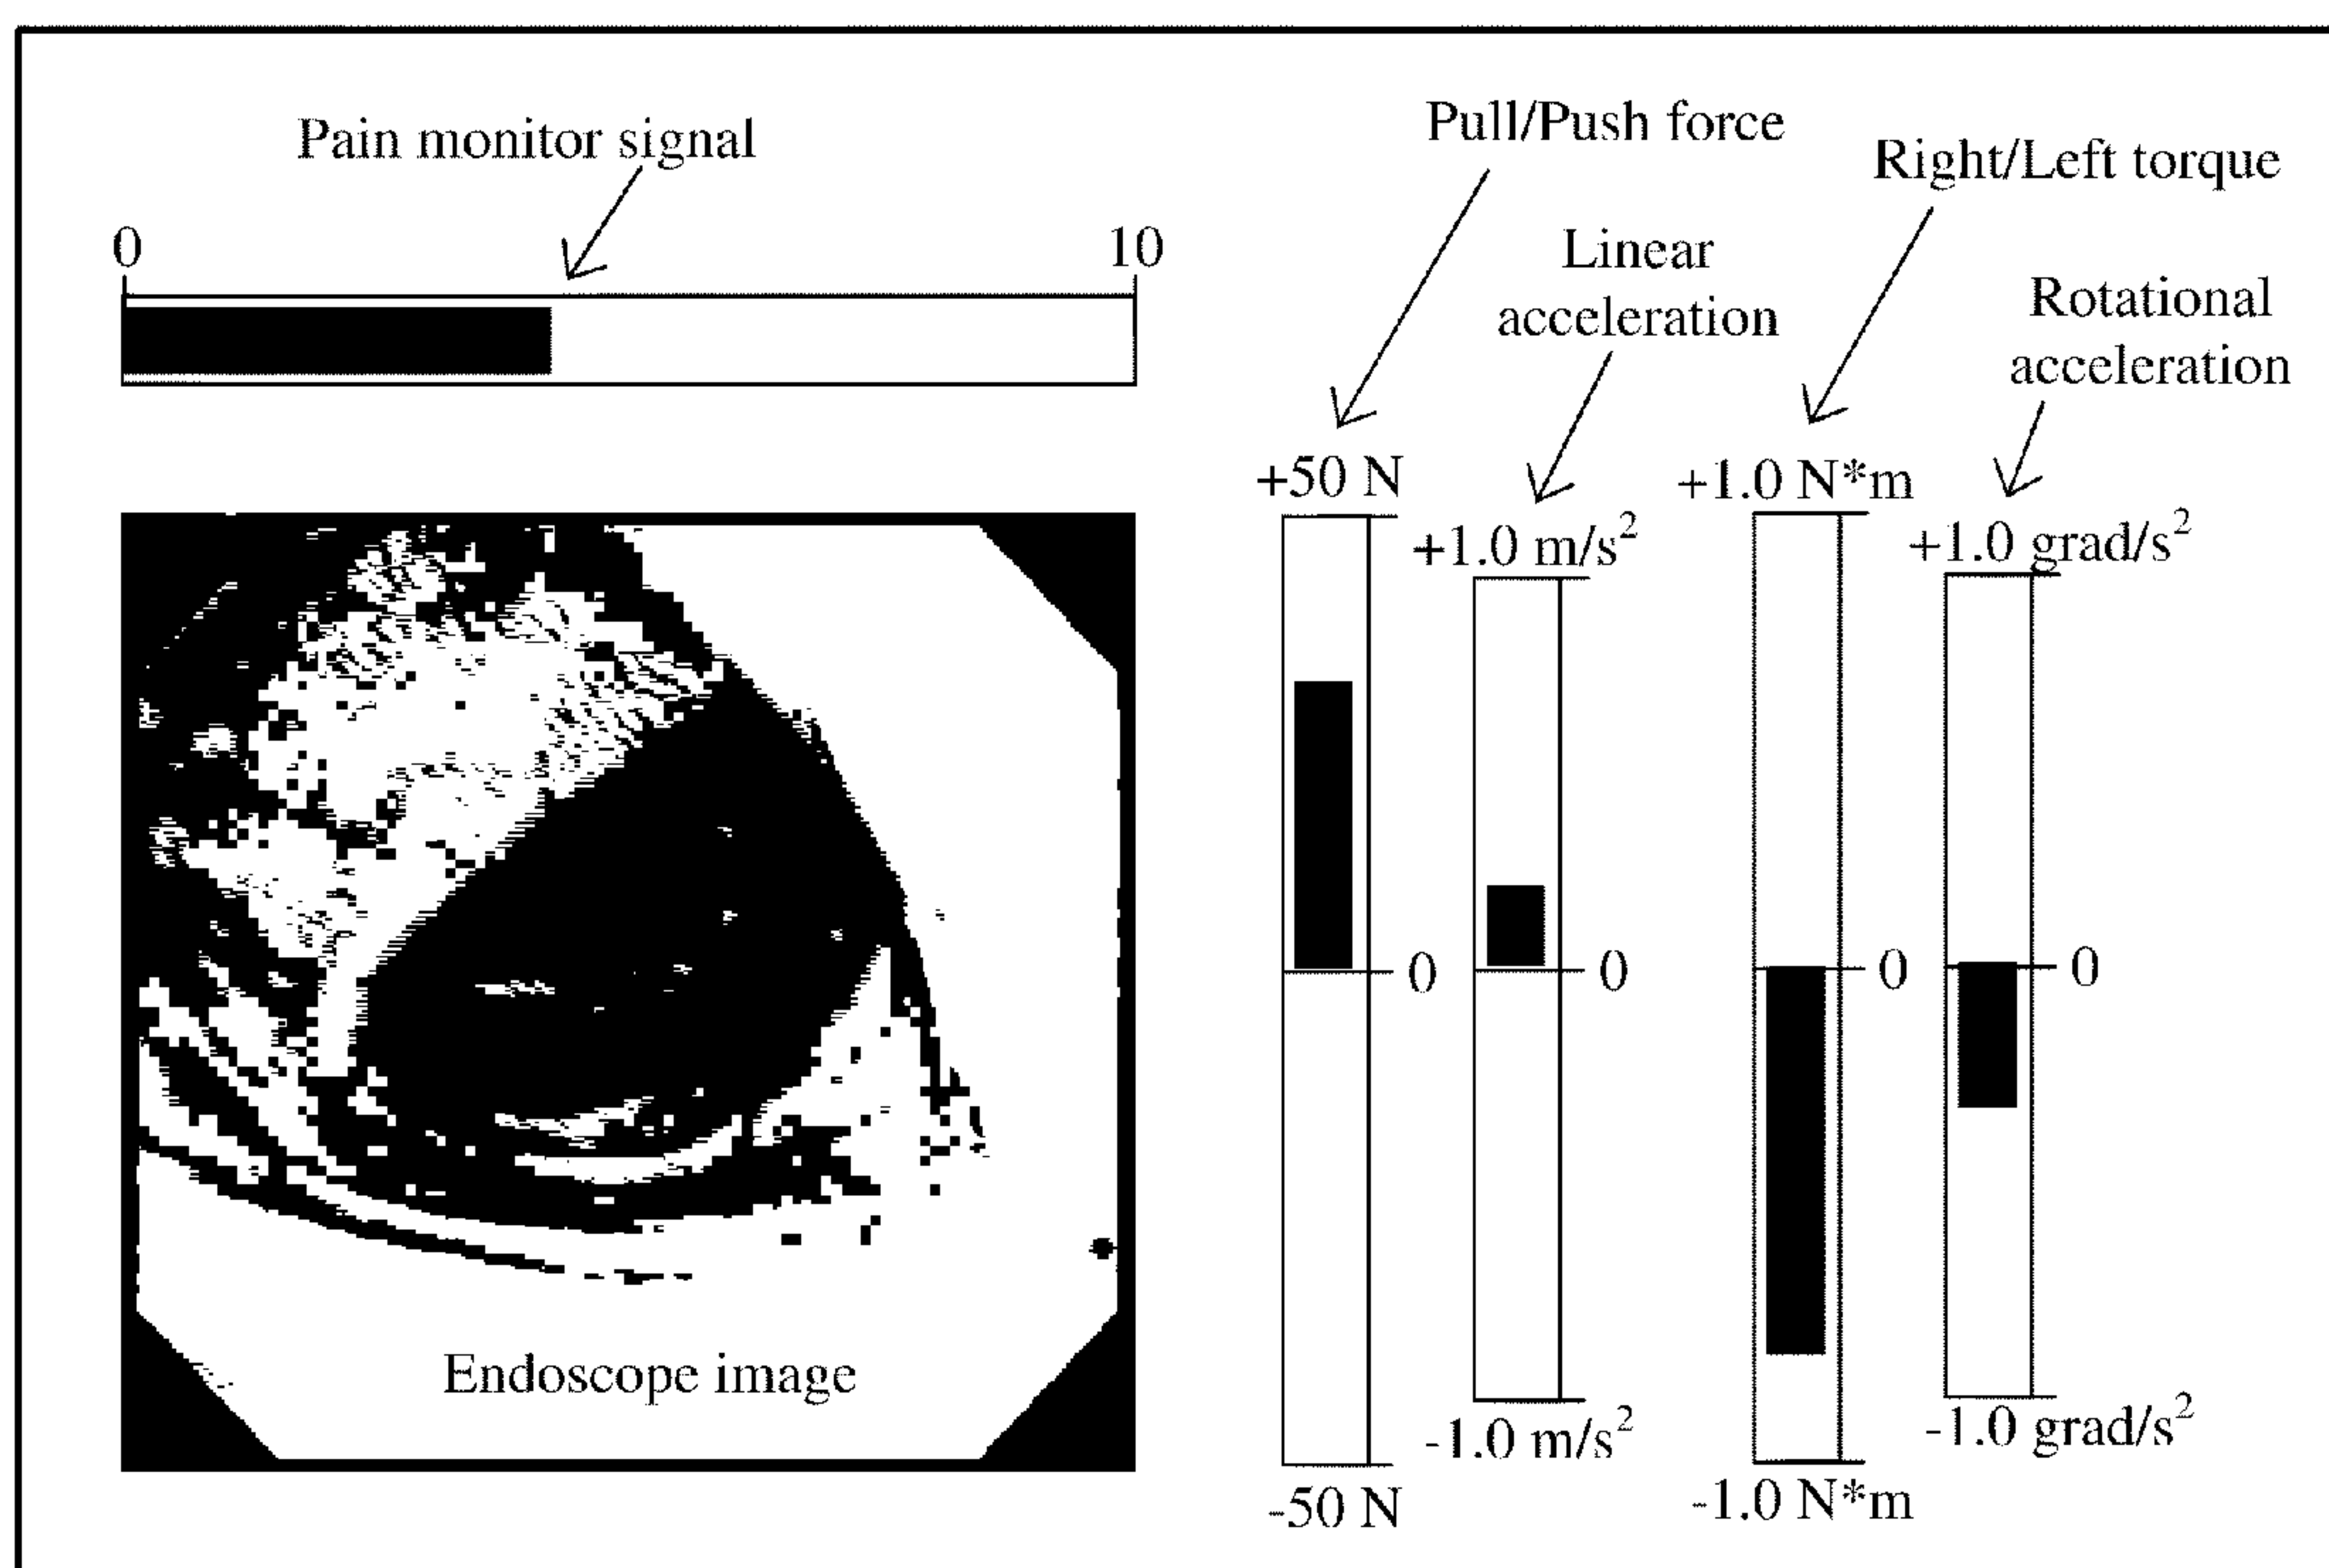 Pain monitor signal
0
10
Pull/Push force
Right/Left torque
Linear
acceleration
Rotational
acceleration
+50 N
+1.0 m/s²
+1.0 N*m
+1.0 grad/s²
0
0
0
0
-50 N
-1.0 m/s²
-1.0 N*m
-1.0 grad/s²
Endoscope image